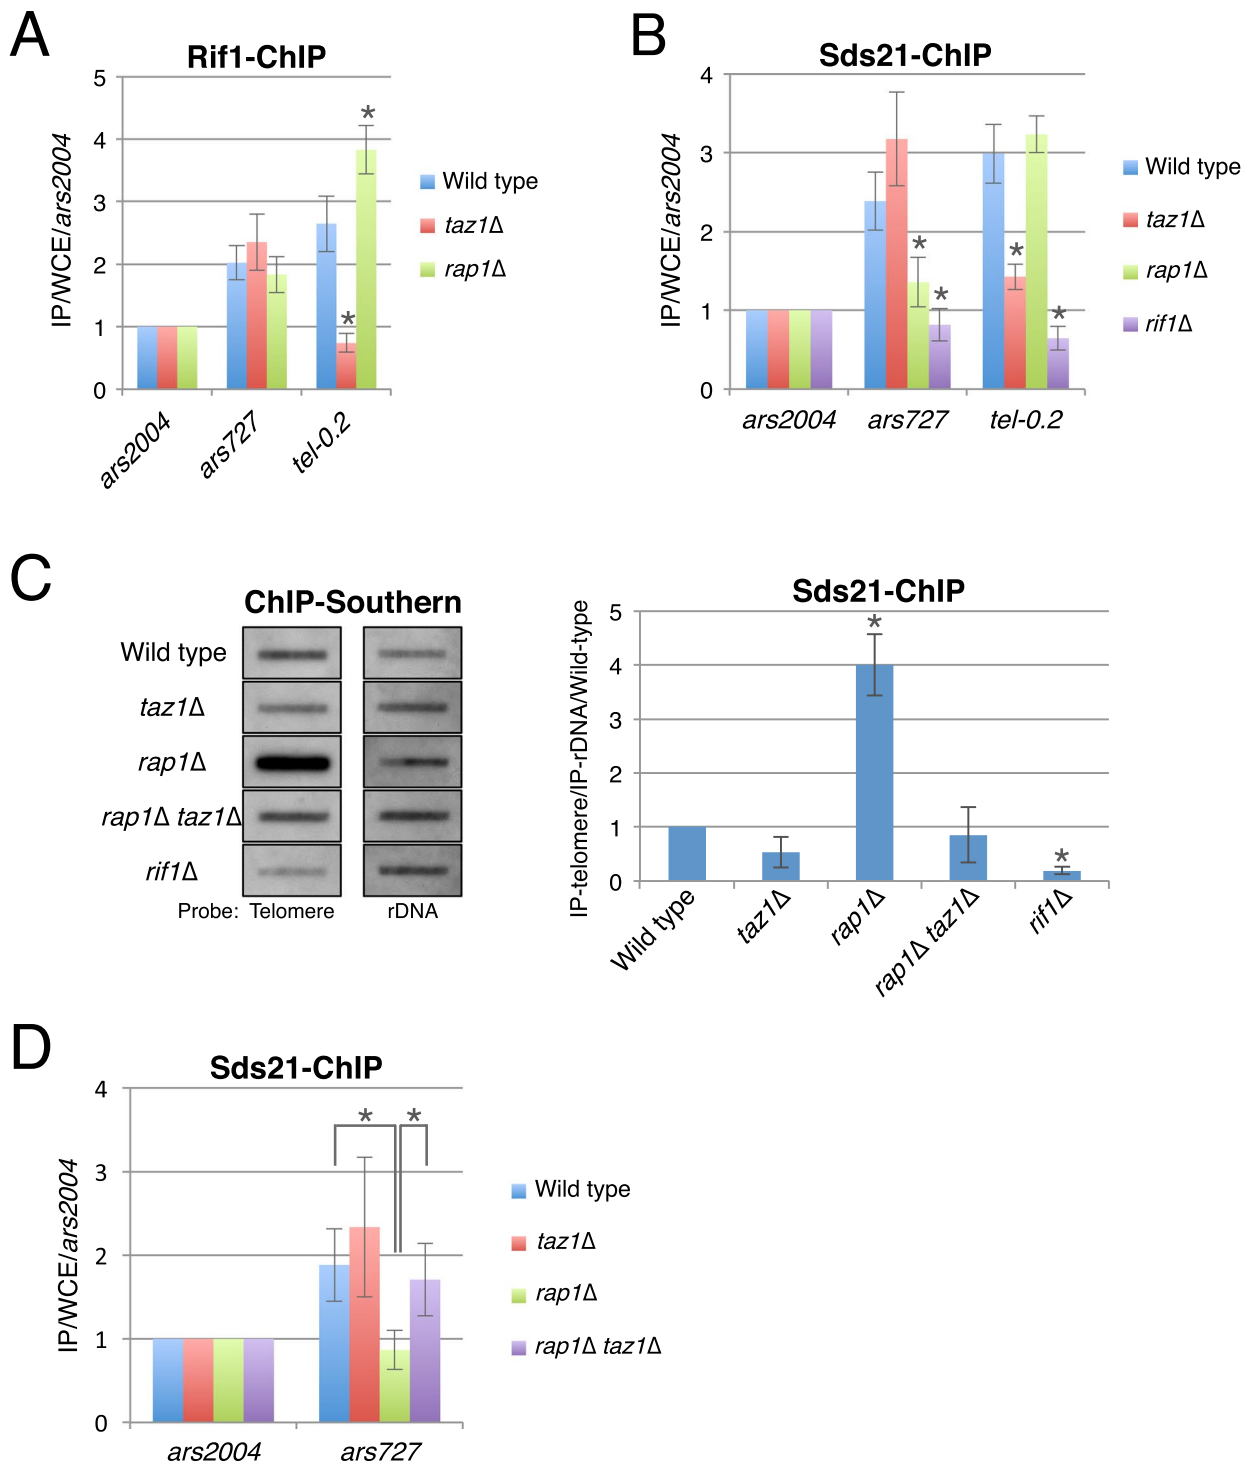 A
Rif1-ChIP
IP/WCE/ars2004
5
4
3
2
1
0
*
*
ars2004
ars727
tel-0.2
Wild type
taz1Δ
rap1Δ
B
Sds21-ChIP
IP/WCE/ars2004
4
3
2
1
0
*
*
*
*
ars2004
ars727
tel-0.2
Wild type
taz1Δ
rap1Δ
rif1Δ
C
ChIP-Southern
Wild type
taz1Δ
rap1Δ
rap1Δ taz1Δ
rif1Δ
Probe: Telomere rDNA
Sds21-ChIP
IP-telomere/IP-rDNA/Wild-type
5
4
3
2
1
0
*
*
Wild type
taz1Δ
rap1Δ
rap1Δ taz1Δ
rif1Δ
D
Sds21-ChIP
IP/WCE/ars2004
4
3
2
1
0
* *
ars2004
ars727
Wild type
taz1Δ
rap1Δ
rap1Δ taz1Δ